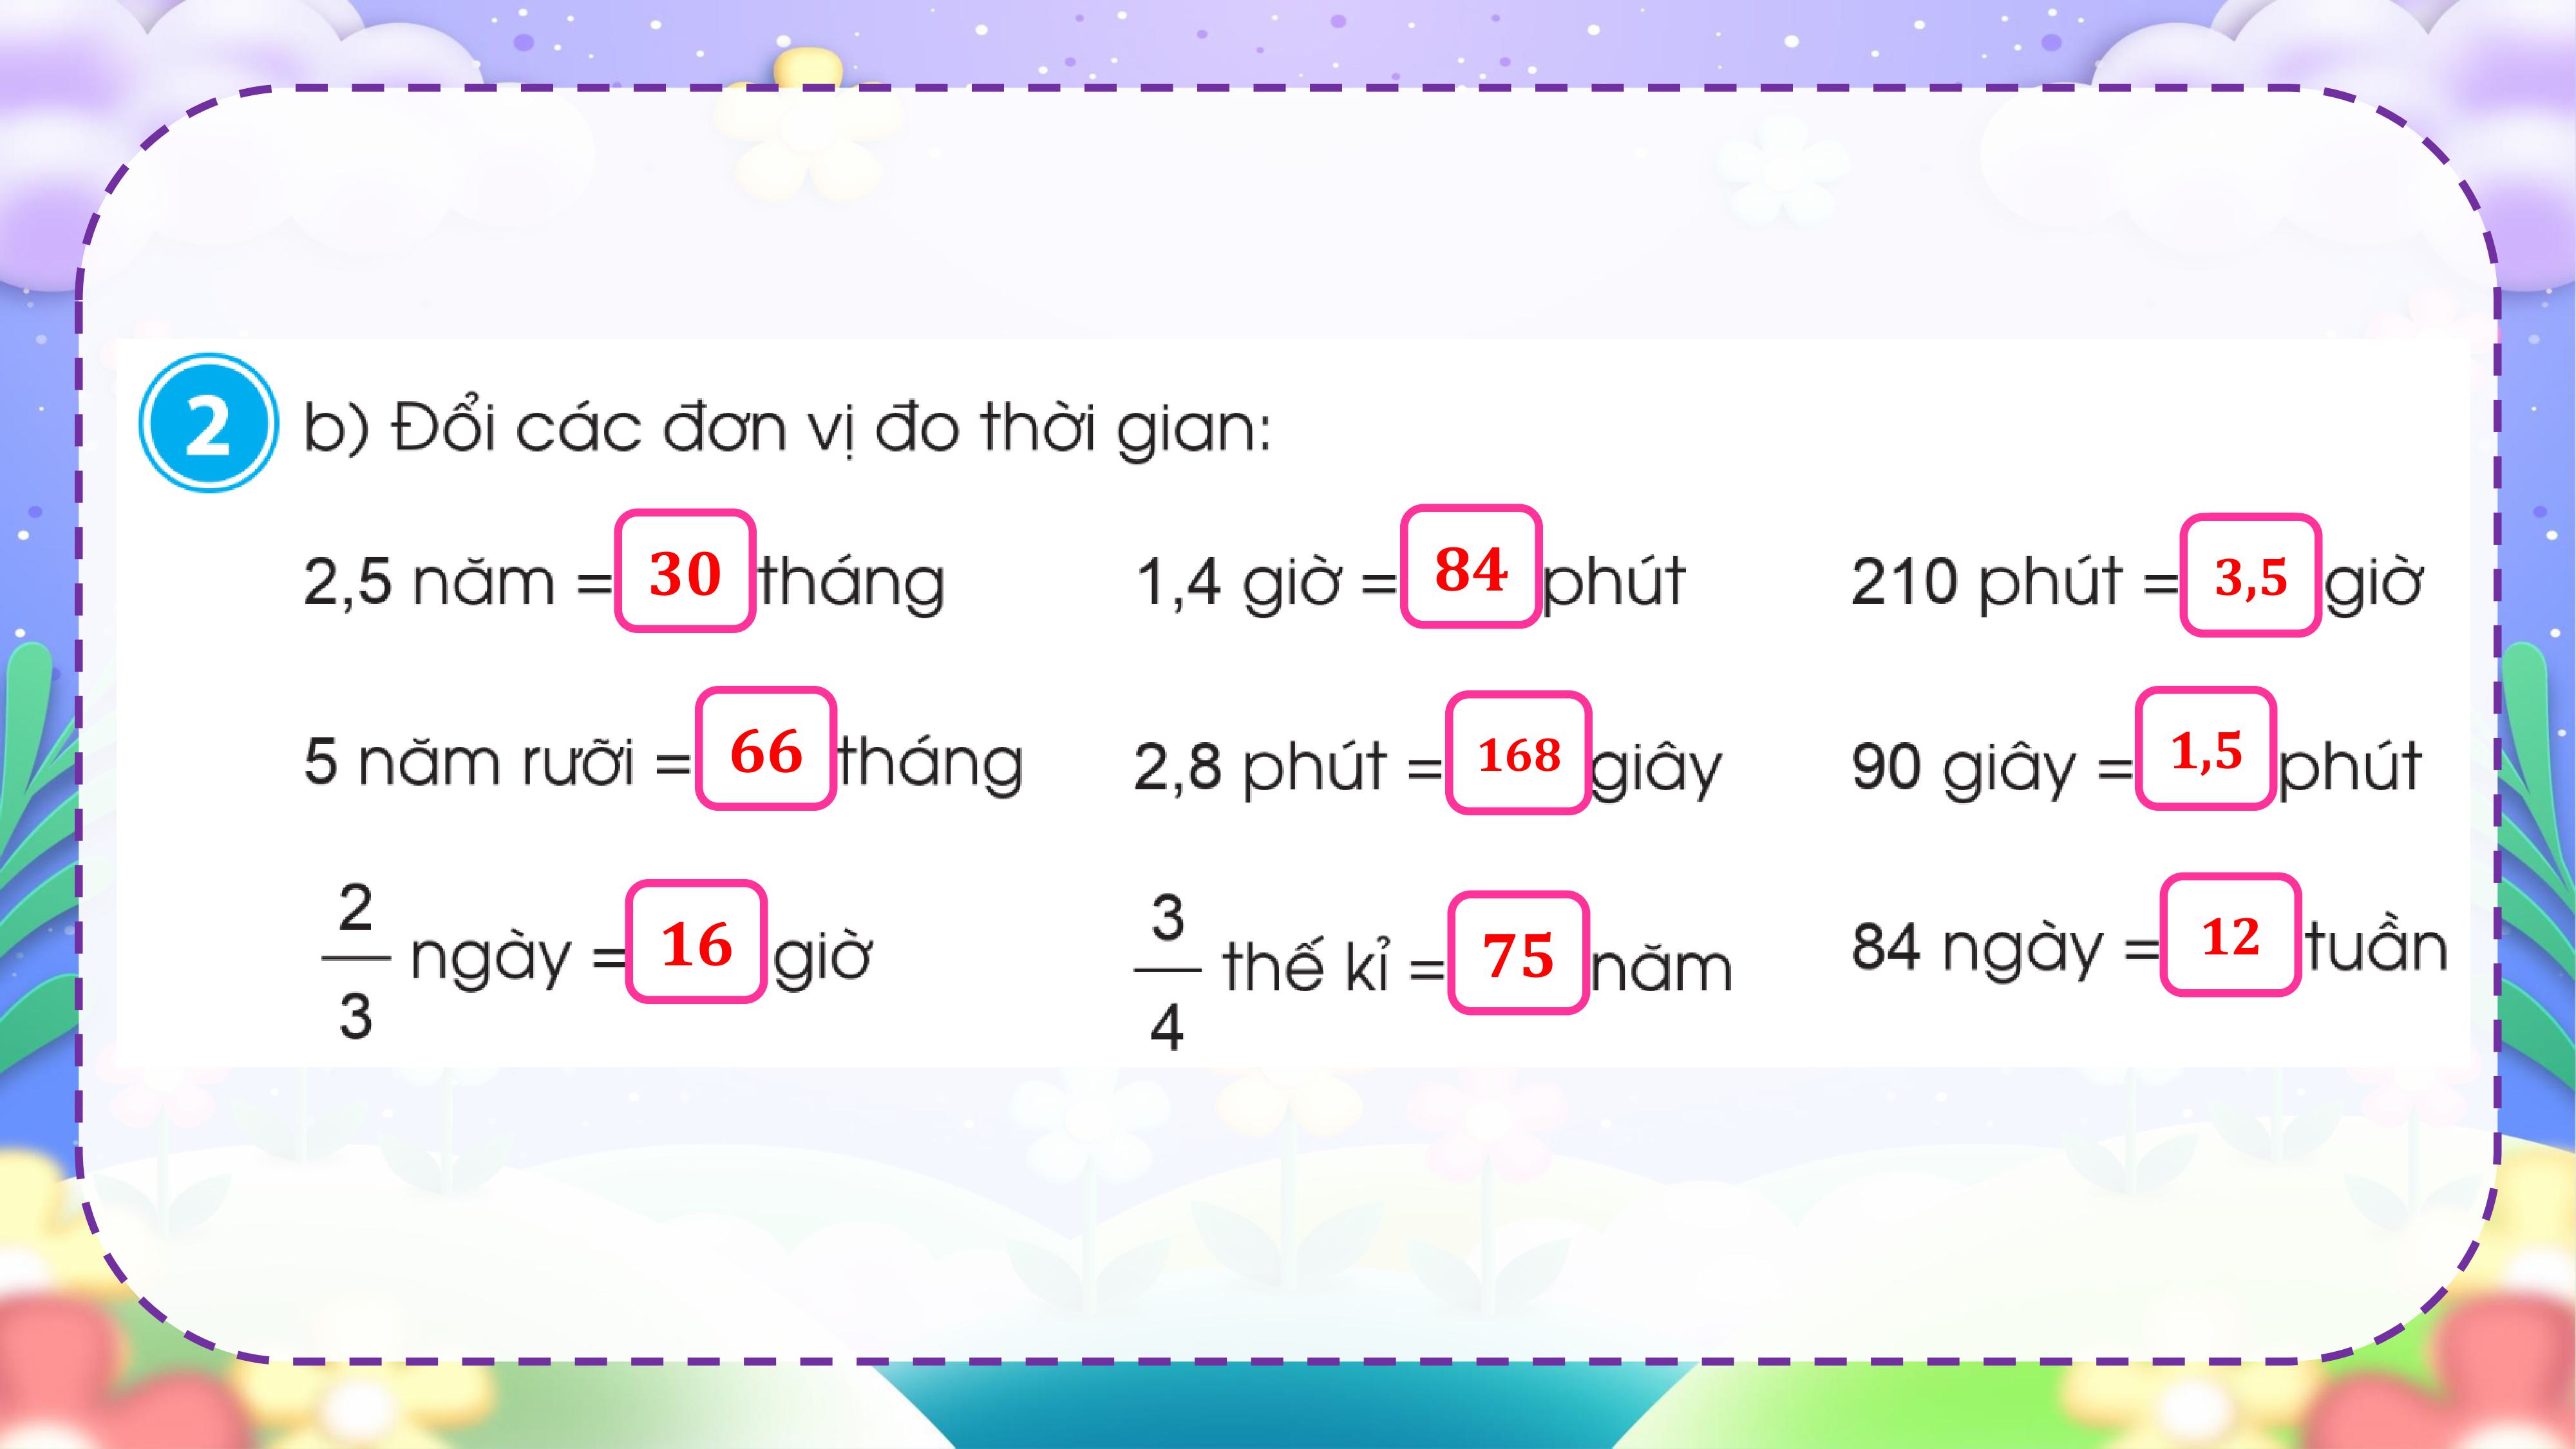 2 b) Đổi các đơn vị đo thời gian:
2,5 năm = 30 tháng 1,4 giờ = 84 phút 210 phút = 3,5 giờ
5 năm rưỡi = 66 tháng 2,8 phút = 168 giây 90 giây = 1,5 phút
2/3 ngày = 16 giờ 3/4 thế kỉ = 75 năm 84 ngày = 12 tuần